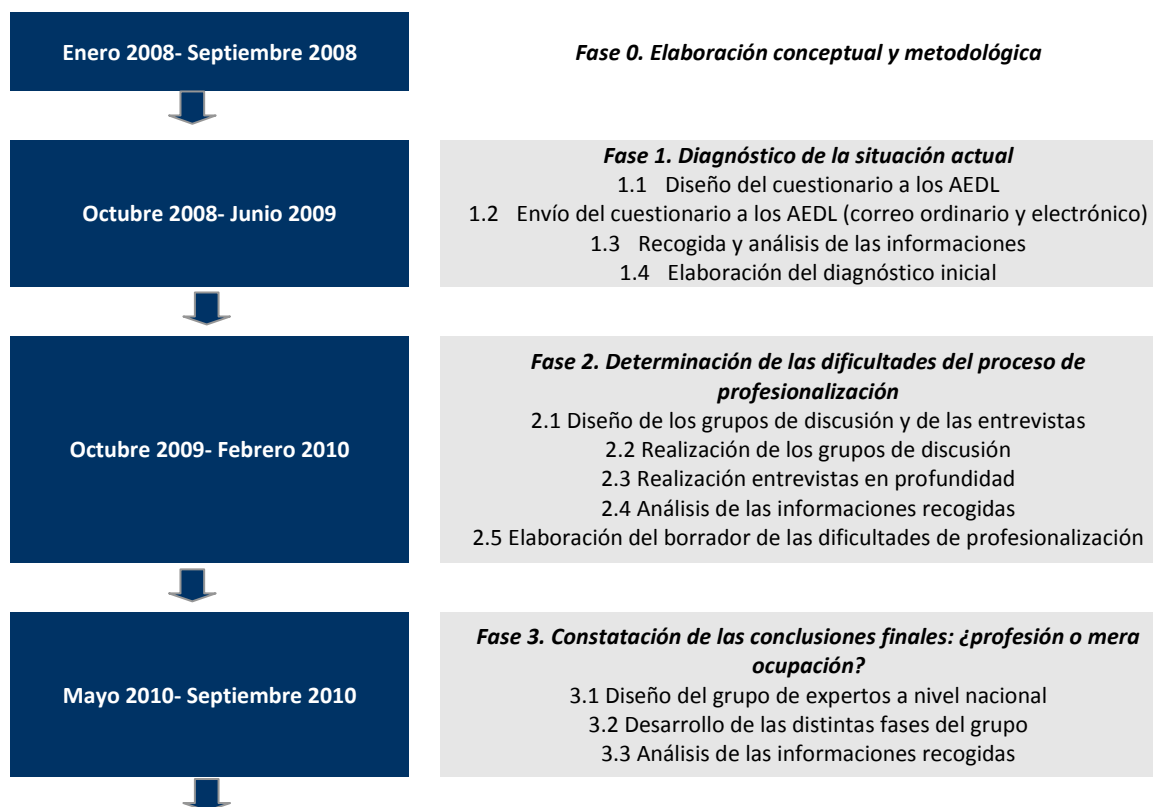 Enero 2008- Septiembre 2008
Fase 0. Elaboración conceptual y metodológica
Octubre 2008- Junio 2009
Fase 1. Diagnóstico de la situación actual
1.1 Diseño del cuestionario a los AEDL
1.2 Envío del cuestionario a los AEDL (correo ordinario y electrónico)
1.3 Recogida y análisis de las informaciones
1.4 Elaboración del diagnóstico inicial
Octubre 2009- Febrero 2010
Fase 2. Determinación de las dificultades del proceso de
profesionalización
2.1 Diseño de los grupos de discusión y de las entrevistas
2.2 Realización de los grupos de discusión
2.3 Realización entrevistas en profundidad
2.4 Análisis de las informaciones recogidas
2.5 Elaboración del borrador de las dificultades de profesionalización
Mayo 2010- Septiembre 2010
Fase 3. Constatación de las conclusiones finales: ¿profesión o mera
ocupación?
3.1 Diseño del grupo de expertos a nivel nacional
3.2 Desarrollo de las distintas fases del grupo
3.3 Análisis de las informaciones recogidas